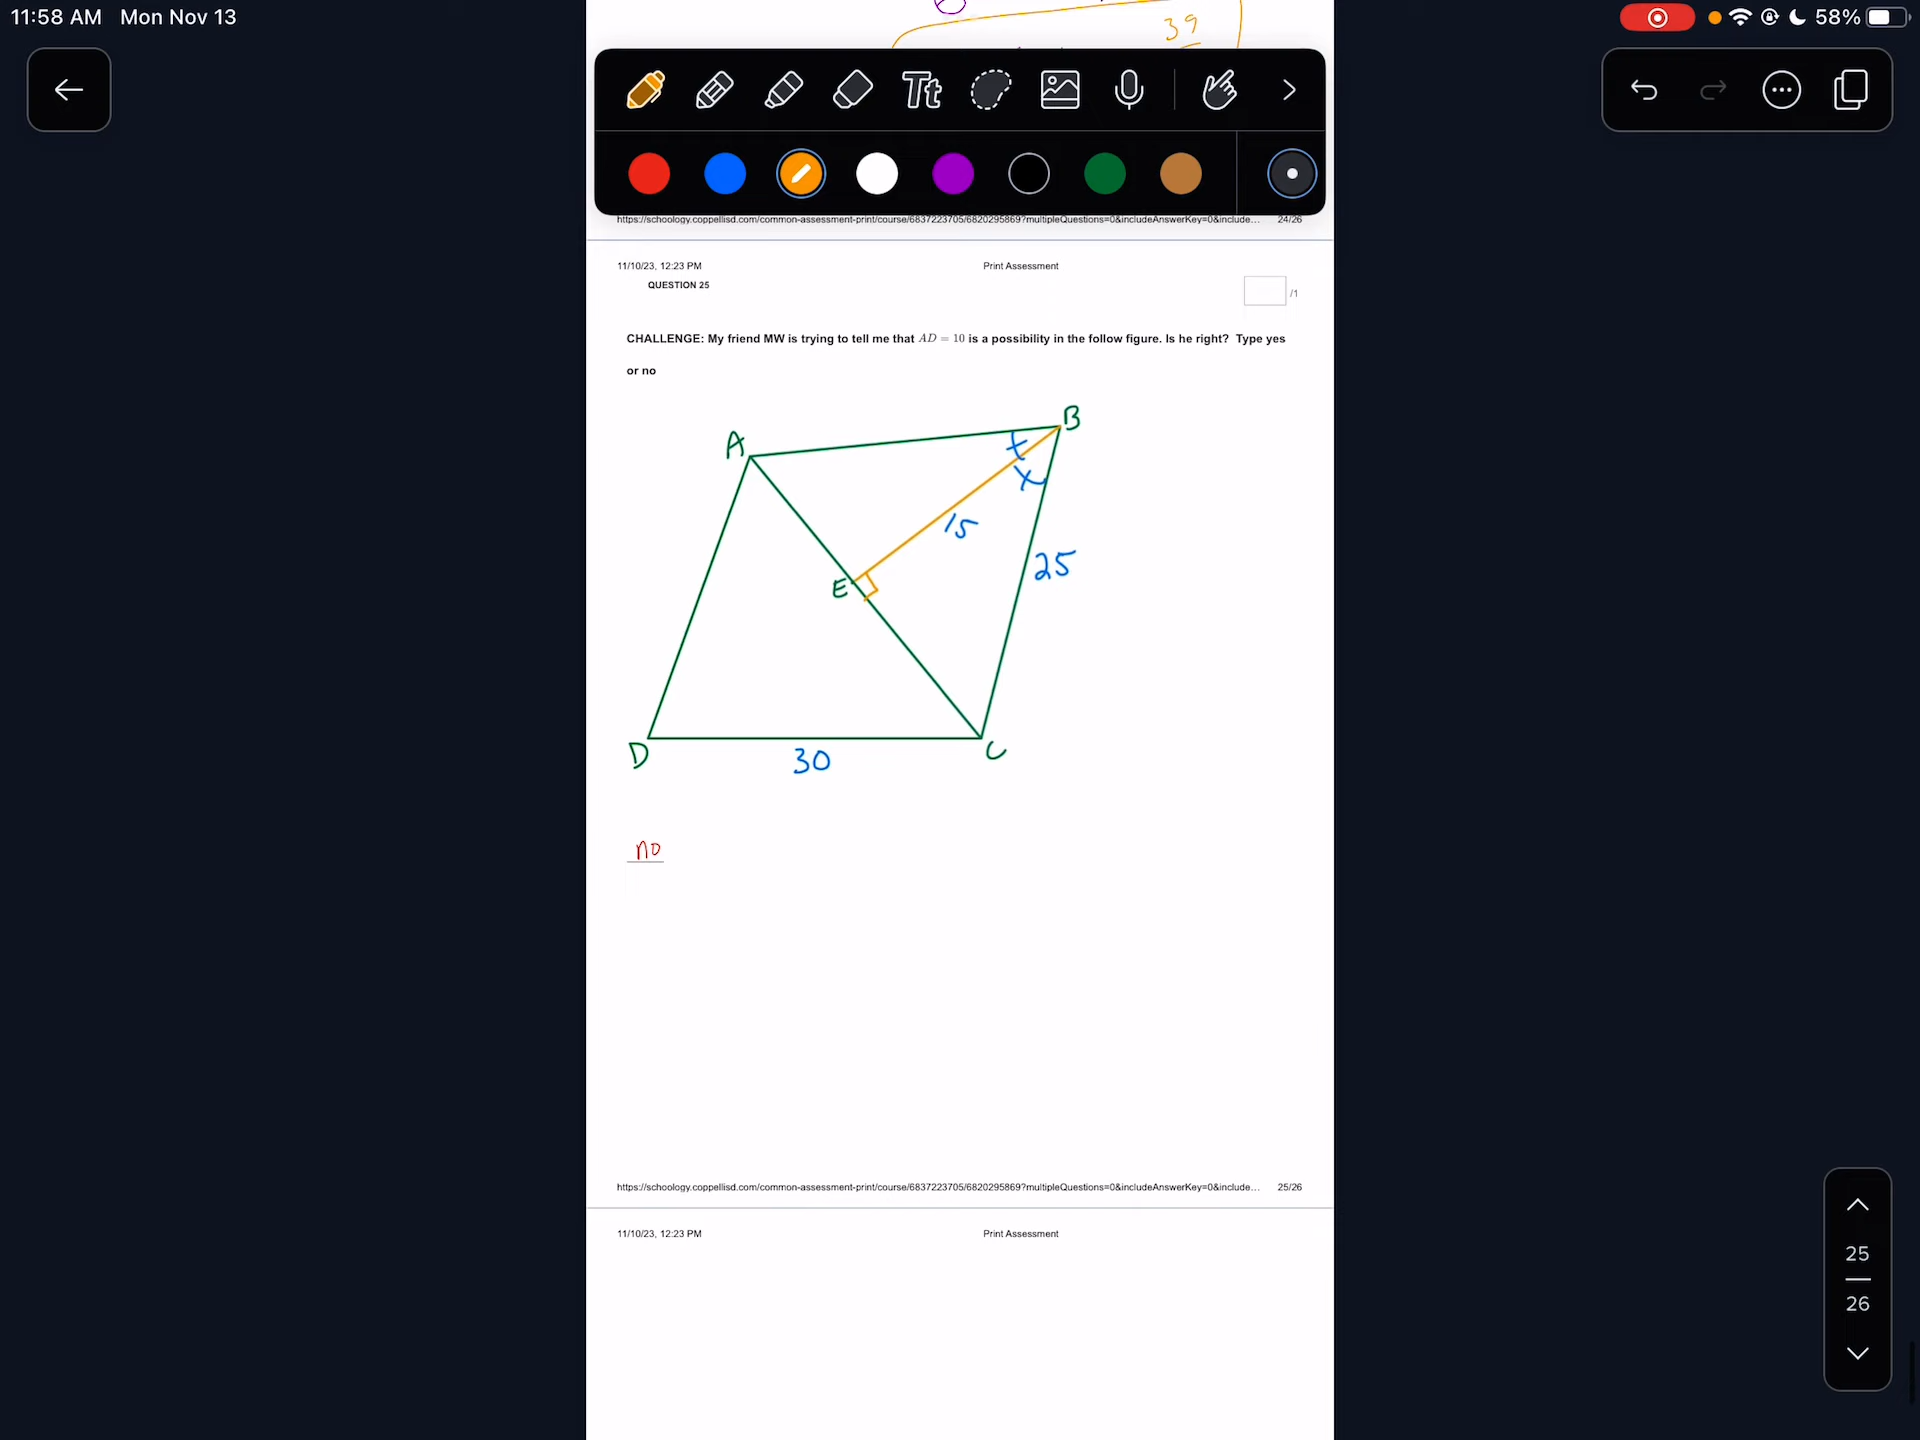 11:58 AM Mon Nov 13
58%
39
Tt
https://schoology.coppellisd.com/common-assessment-print/course/6837223705/6820295869?multipleQuestions=0&includeAnswerKey=0&include… 24/26
11/10/23, 12:23 PM Print Assessment
QUESTION 25
/1
CHALLENGE: My friend MW is trying to tell me that AD = 10 is a possibility in the follow figure. Is he right? Type yes
or no
B
A
x
x
15
25
E
D
C
30
no
https://schoology.coppellisd.com/common-assessment-print/course/6837223705/6820295869?multipleQuestions=0&includeAnswerKey=0&include… 25/26
11/10/23, 12:23 PM Print Assessment
25
26